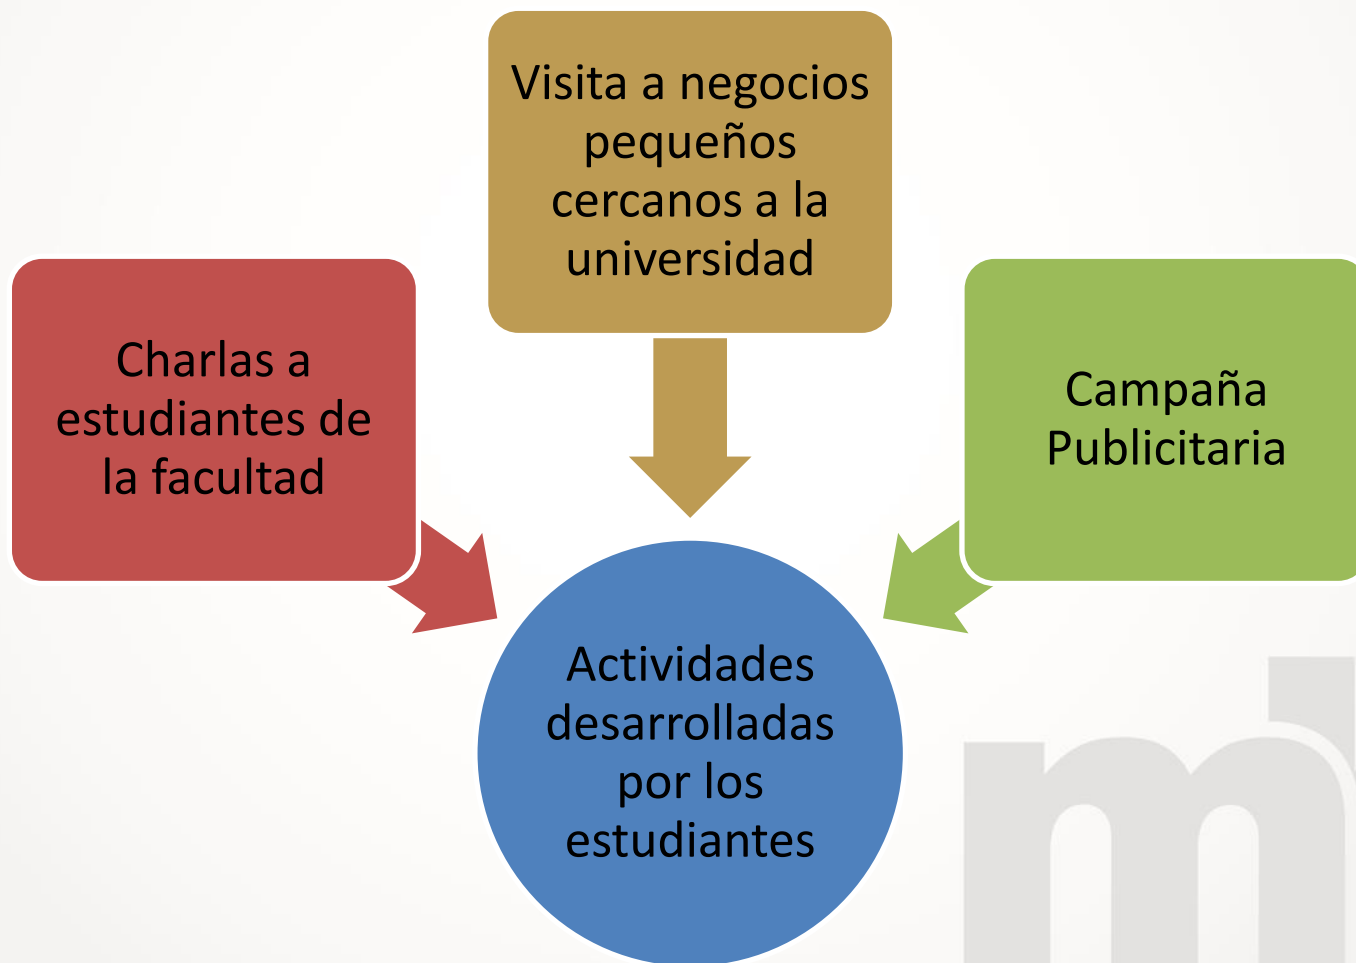 Visita a negocios
pequeños
cercanos a la
universidad
Charlas a
estudiantes de
la facultad
Campaña
Publicitaria
Actividades
desarrolladas
por los
estudiantes